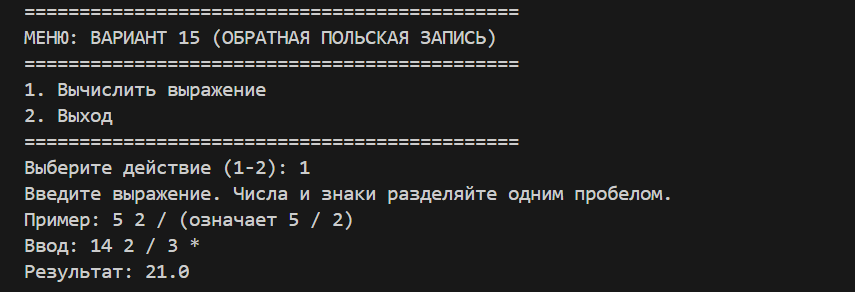 =============================================
МЕНЮ: ВАРИАНТ 15 (ОБРАТНАЯ ПОЛЬСКАЯ ЗАПИСЬ)
=============================================
1. Вычислить выражение
2. Выход
=============================================
Выберите действие (1-2): 1
Введите выражение. Числа и знаки разделяйте одним пробелом.
Пример: 5 2 / (означает 5 / 2)
Ввод: 14 2 / 3 *
Результат: 21.0